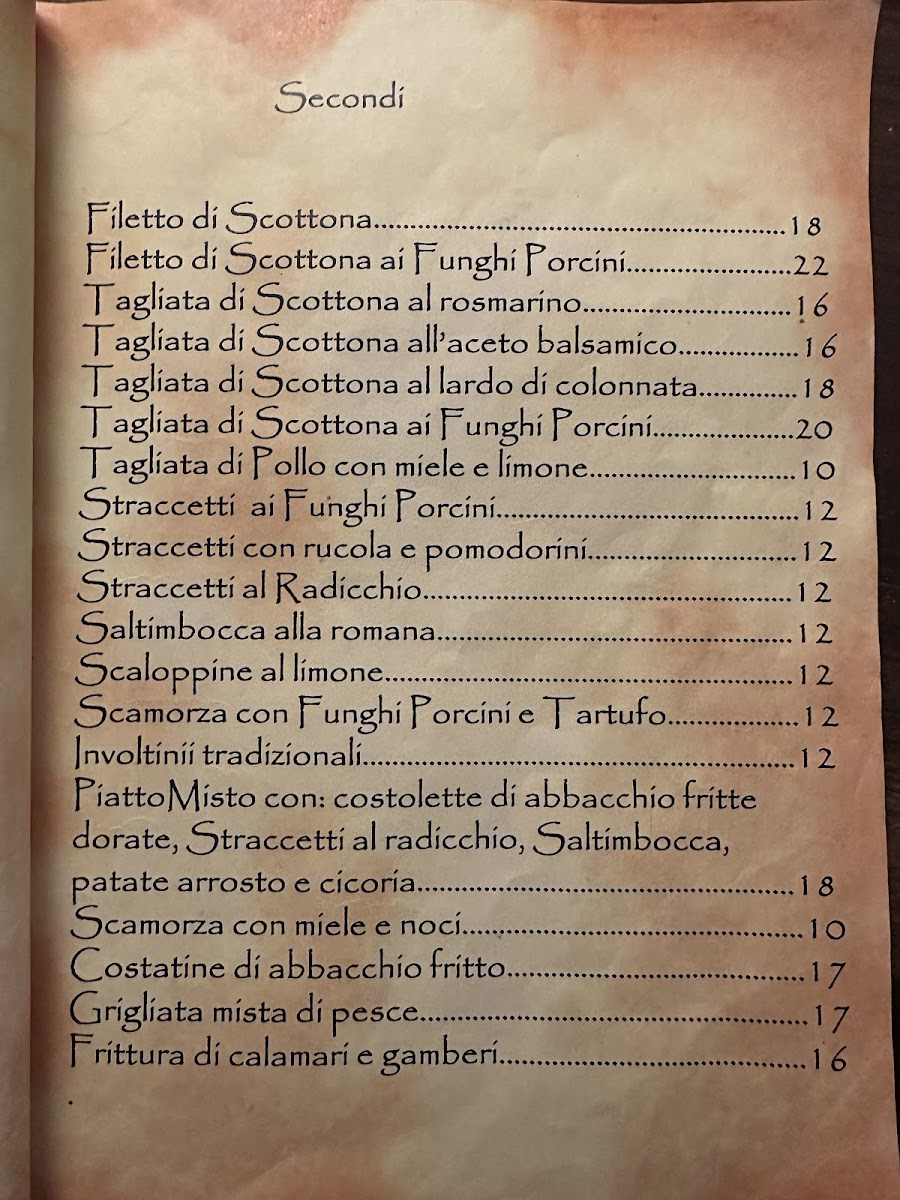 Secondi
Filetto di Scottona..........................................................18
Filetto di Scottona ai Funghi Porcini.......................22
Tagliata di Scottona al rosmarino.............................16
Tagliata di Scottona all'aceto balsamico.................16
Tagliata di Scottona al lardo di colonnata..............18
Tagliata di Scottona ai Funghi Porcini....................20
Tagliata di Pollo con miele e limone.............................10
Straccetti ai Funghi Porcini..........................................12
Straccetti con rucola e pomodorini.............................12
Straccetti al Radicchio....................................................12
Saltimbocca alla romana..................................................12
Scaloppine al limone.........................................................12
Scamorza con Funghi Porcini e Tartufo..................12
Involtinii tradizionali.............................................................12
PiattoMisto con: costolette di abbacchio fritte
dorate, Straccetti al radicchio, Saltimbocca,
patate arrosto e cicoria.....................................................18
Scamorza con miele e noci................................................10
Costatine di abbacchio fritto..........................................17
Grigliata mista di pesce......................................................17
Frittura di calamari e gamberi...........................................16
.